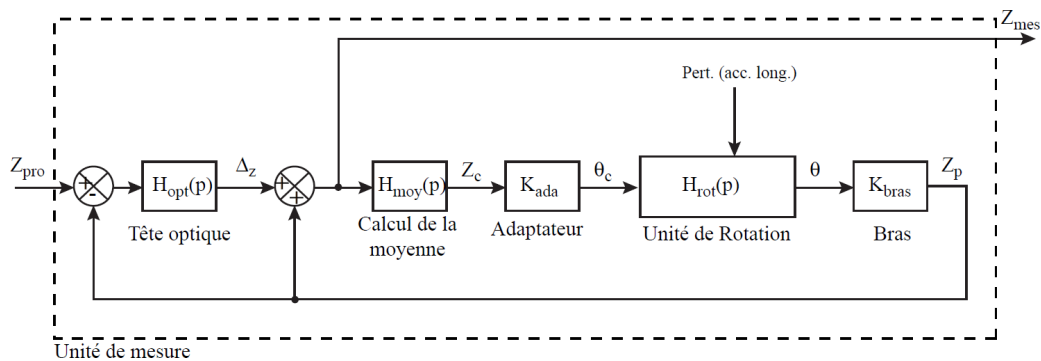 Z_mes
Pert. (acc. long.)
Z_pro
+
-
H_opt(p)
Δ_z
+
+
H_moy(p)
Z_c
K_ada
θ_c
H_rot(p)
θ
K_bras
Z_p
Tête optique
Calcul de la
moyenne
Adaptateur
Unité de Rotation
Bras
Unité de mesure